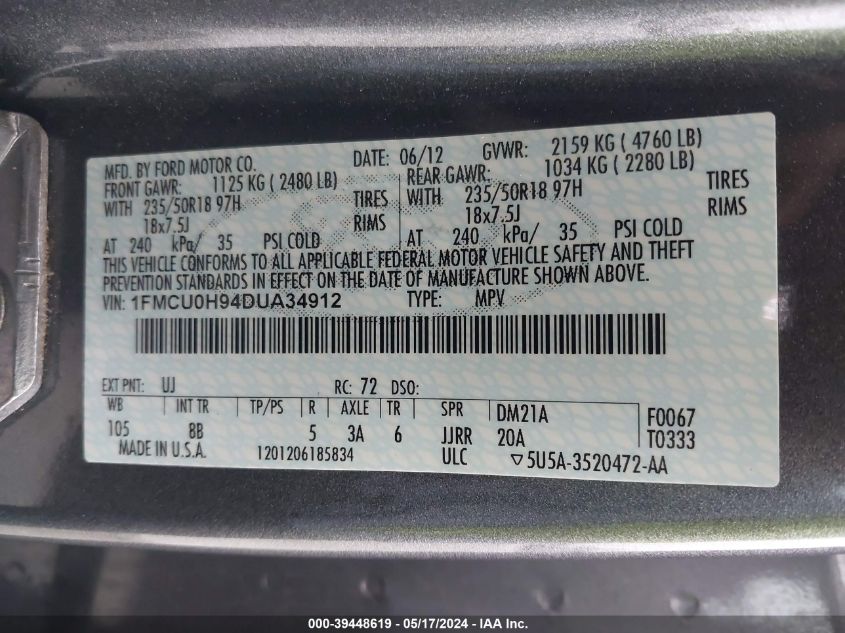 MFD. BY FORD MOTOR CO. DATE: 06/12 GVWR: 2159 KG ( 4760 LB)
FRONT GAWR: 1125 KG ( 2480 LB) REAR GAWR: 1034 KG ( 2280 LB)
WITH 235/50R18 97H TIRES WITH 235/50R18 97H TIRES
18x7.5J RIMS 18x7.5J RIMS
AT 240 kPa/ 35 PSI COLD AT 240 kPa/ 35 PSI COLD
THIS VEHICLE CONFORMS TO ALL APPLICABLE FEDERAL MOTOR VEHICLE SAFETY AND THEFT
PREVENTION STANDARDS IN EFFECT ON THE DATE OF MANUFACTURE SHOWN ABOVE.
VIN: 1FMCU0H94DUA34912 TYPE: MPV
EXT PNT: UJ RC: 72 DSO:
WB INT TR TP/PS R AXLE TR SPR DM21A F0067
105 8B 5 3A 6 JJRR 20A T0333
MADE IN U.S.A. 1201206185834 ULC ▽5U5A-3520472-AA
000-39448619 - 05/17/2024 - IAA Inc.